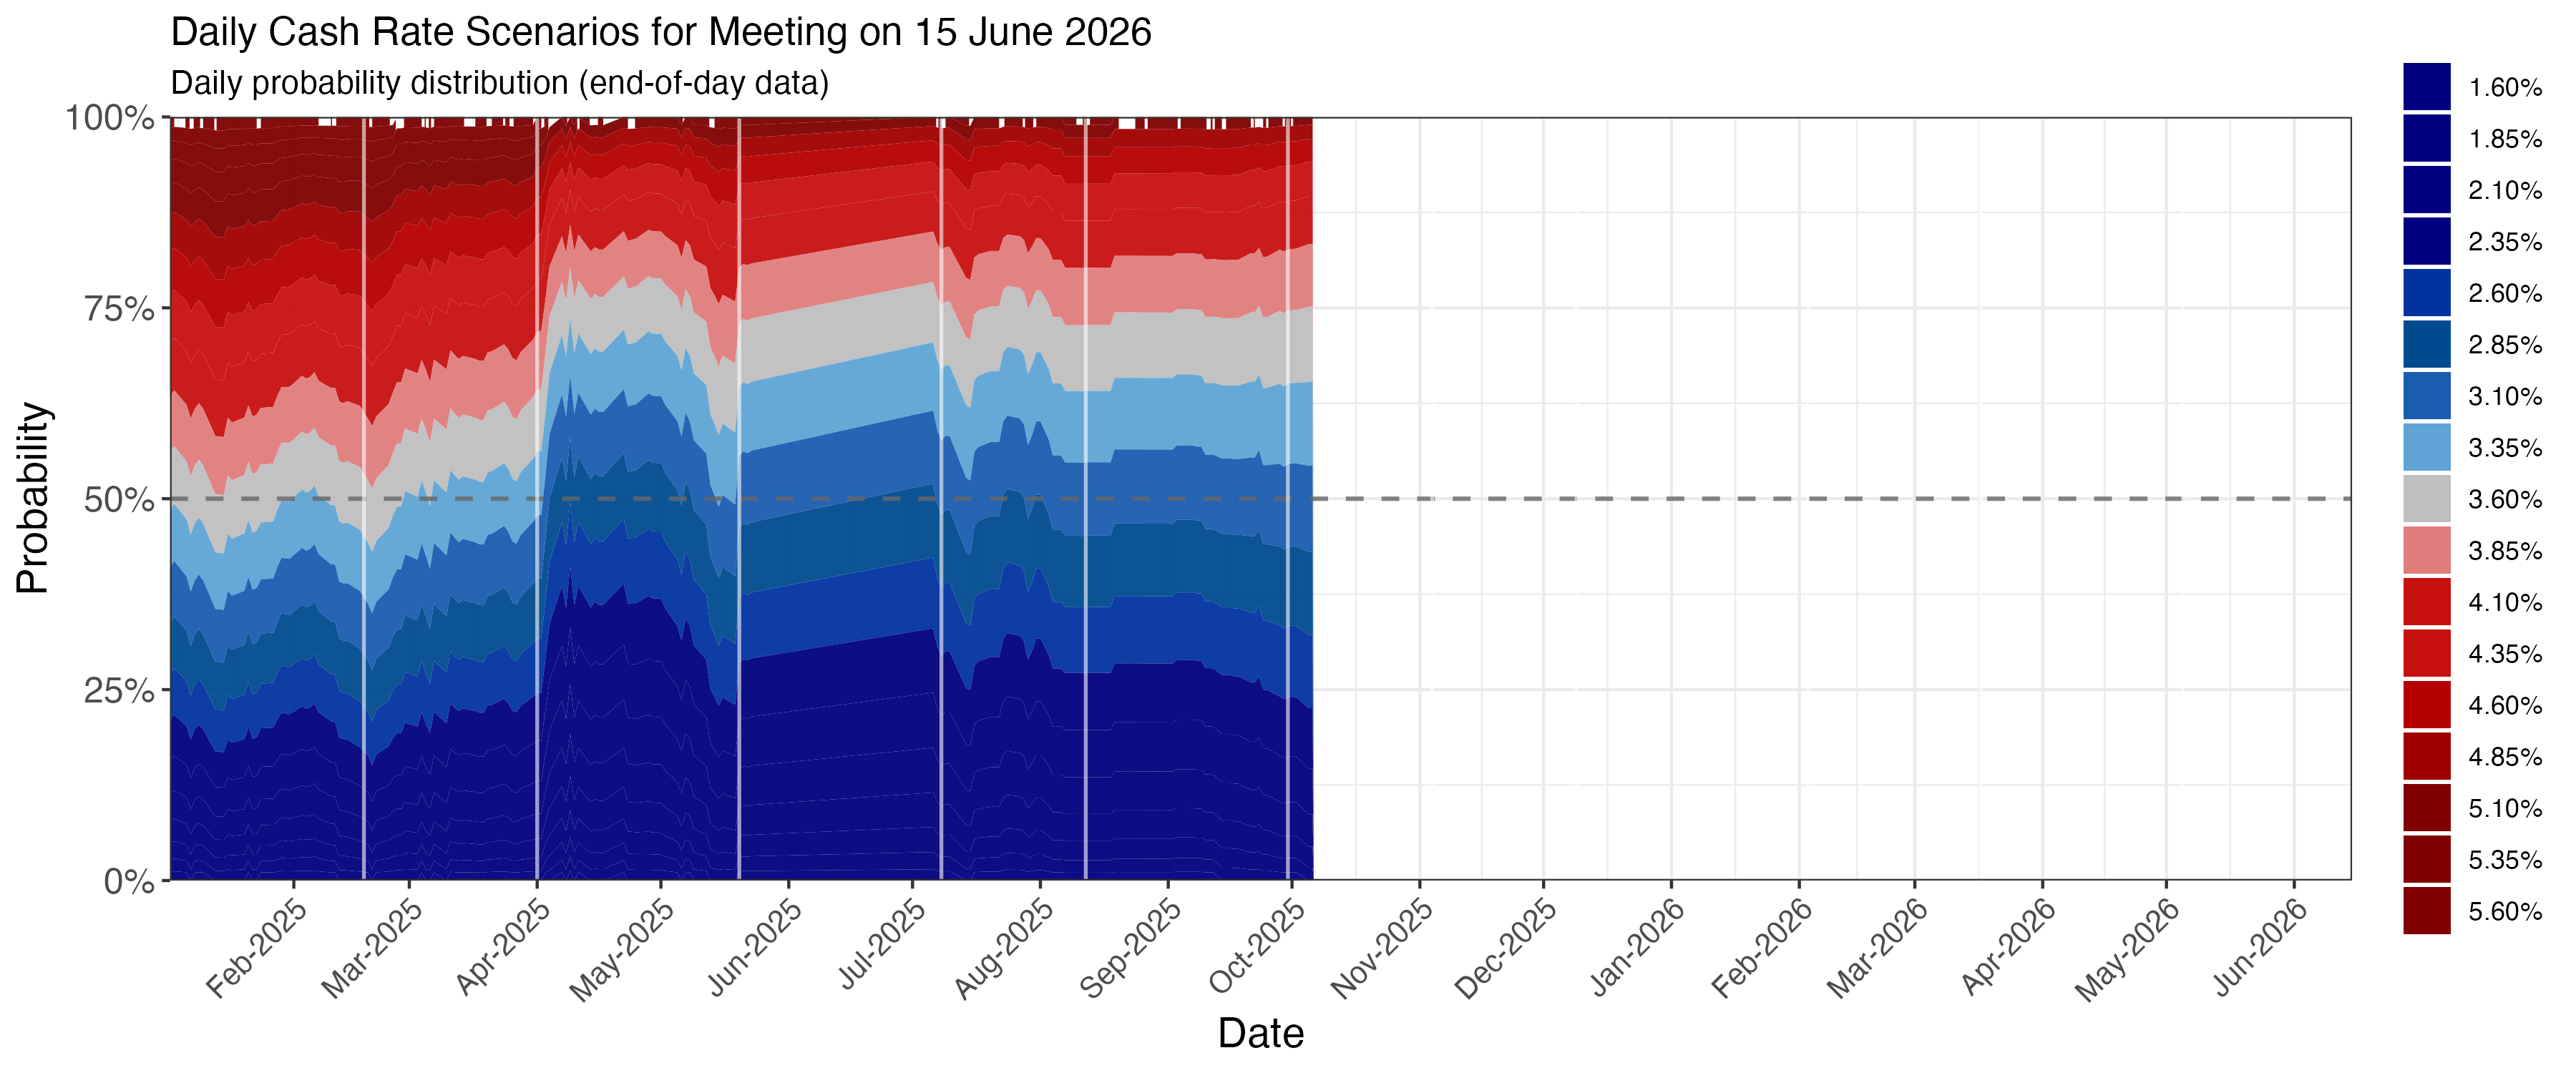 Daily Cash Rate Scenarios for Meeting on 15 June 2026
Daily probability distribution (end-of-day data)
100%
75%
50%
25%
0%
Probability
Feb-2025
Mar-2025
Apr-2025
May-2025
Jun-2025
Jul-2025
Aug-2025
Sep-2025
Oct-2025
Nov-2025
Dec-2025
Jan-2026
Feb-2026
Mar-2026
Apr-2026
May-2026
Jun-2026
Date
1.60%
1.85%
2.10%
2.35%
2.60%
2.85%
3.10%
3.35%
3.60%
3.85%
4.10%
4.35%
4.60%
4.85%
5.10%
5.35%
5.60%